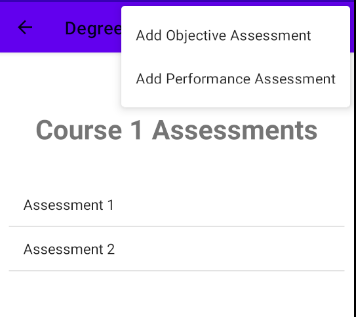 Degree
Add Objective Assessment
Add Performance Assessment
Course 1 Assessments
Assessment 1
Assessment 2